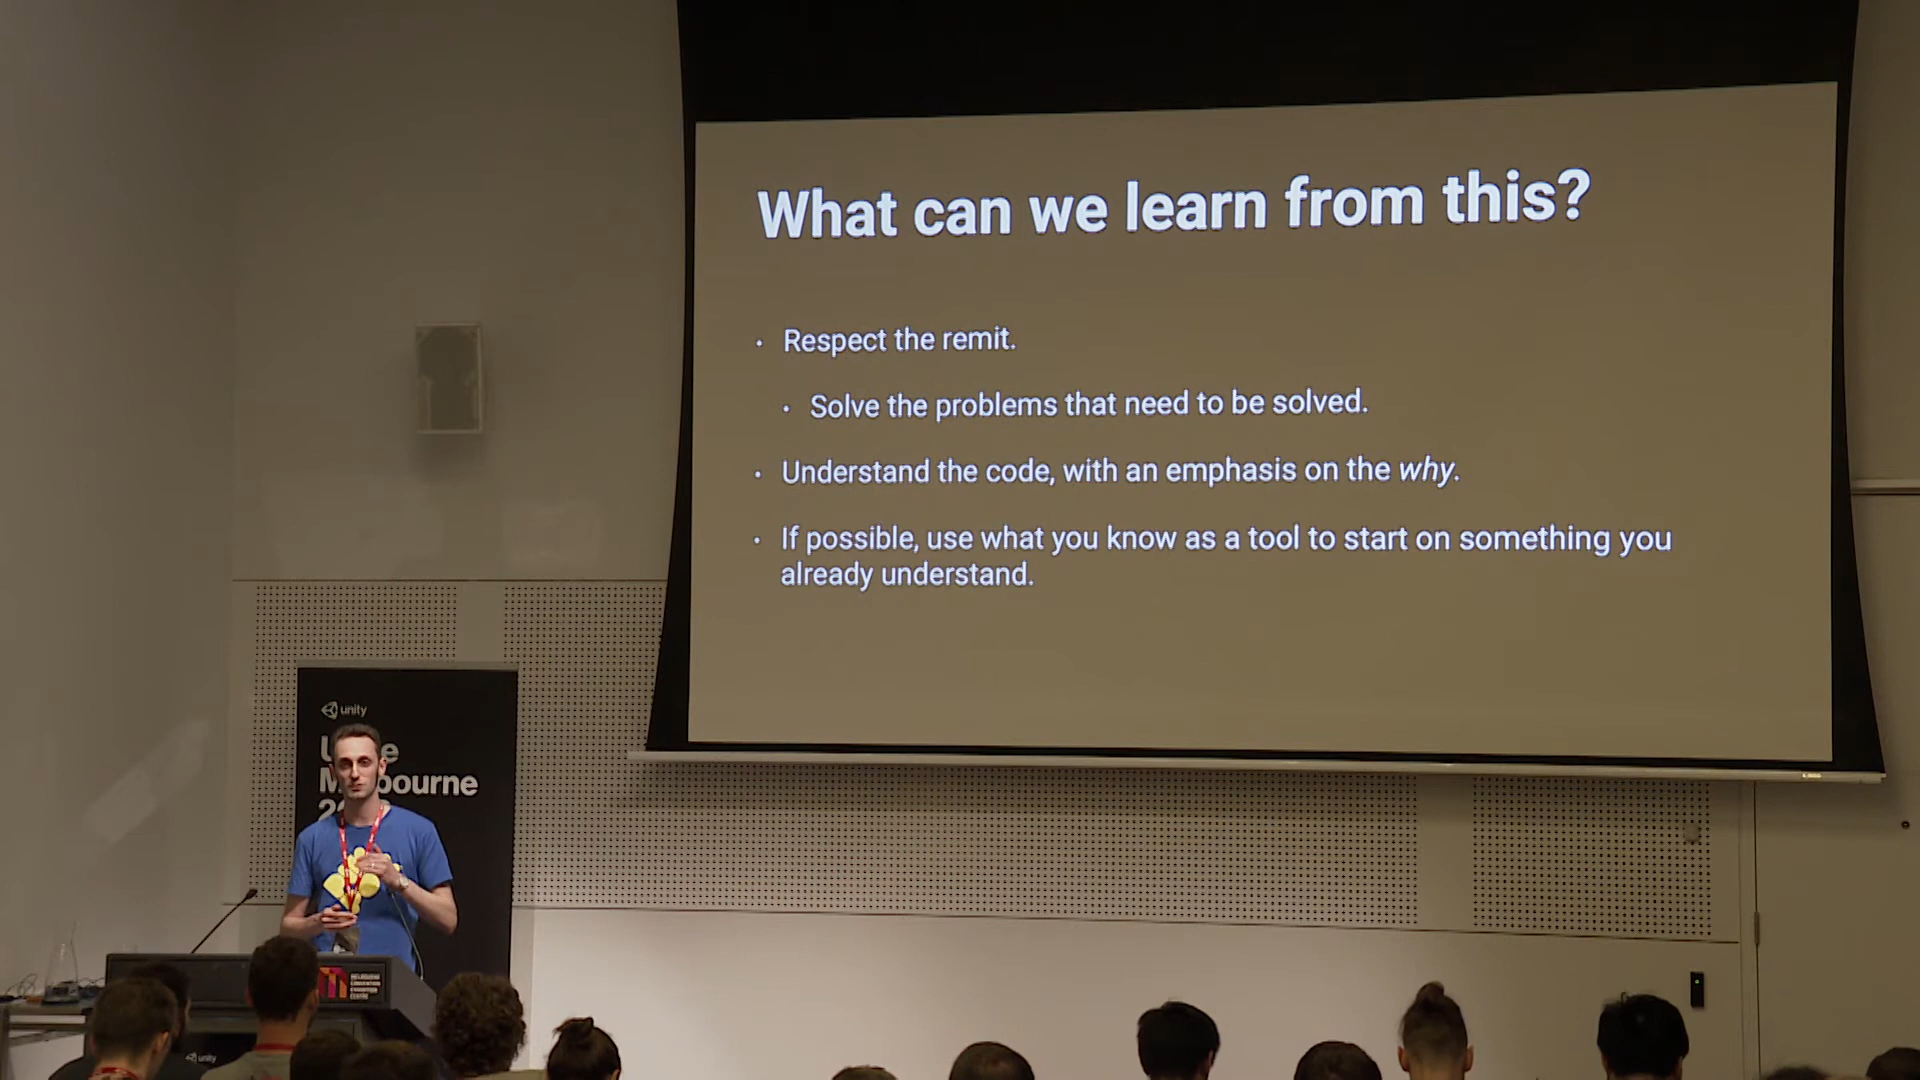 What can we learn from this?
• Respect the remit.
• Solve the problems that need to be solved.
• Understand the code, with an emphasis on the why.
• If possible, use what you know as a tool to start on something you
already understand.
unity
unity